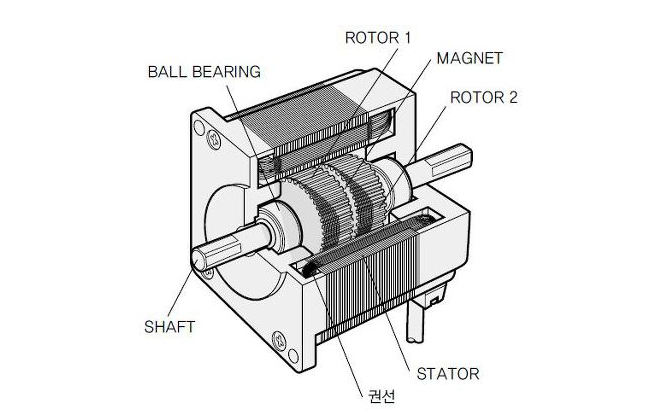 ROTOR 1
MAGNET
BALL BEARING
ROTOR 2
SHAFT
STATOR
권선